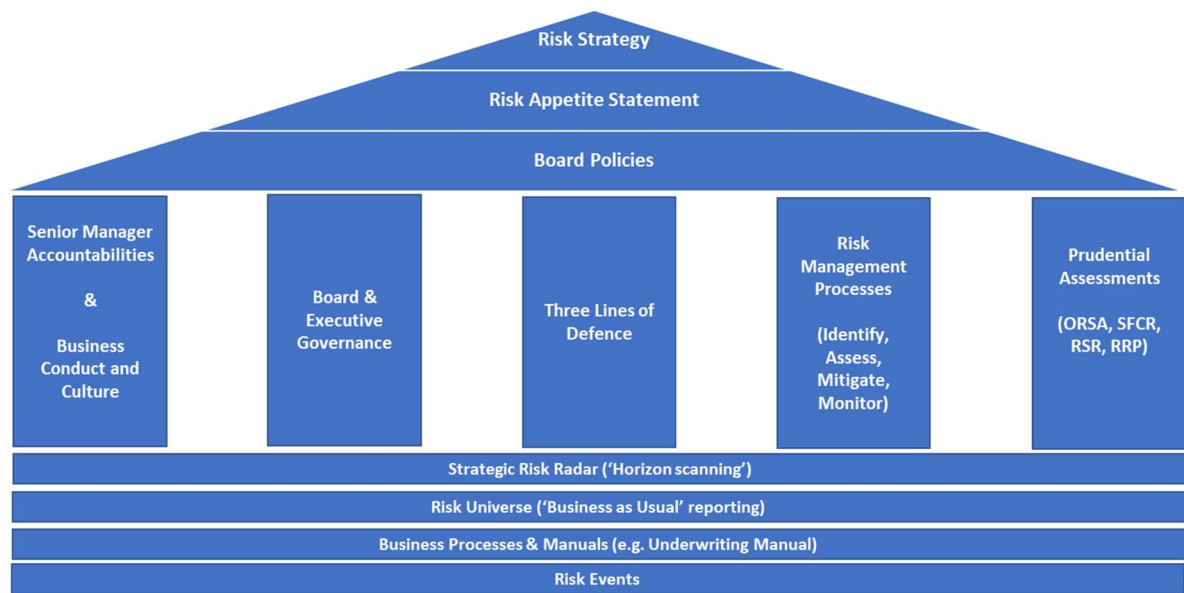 Risk Strategy
Risk Appetite Statement
Board Policies
Senior Manager
Accountabilities
&
Business
Conduct and
Culture
Board &
Executive
Governance
Three Lines of
Defence
Risk
Management
Processes
(Identify,
Assess,
Mitigate,
Monitor)
Prudential
Assessments
(ORSA, SFCR,
RSR, RRP)
Strategic Risk Radar (‘Horizon scanning’)
Risk Universe (‘Business as Usual’ reporting)
Business Processes & Manuals (e.g. Underwriting Manual)
Risk Events